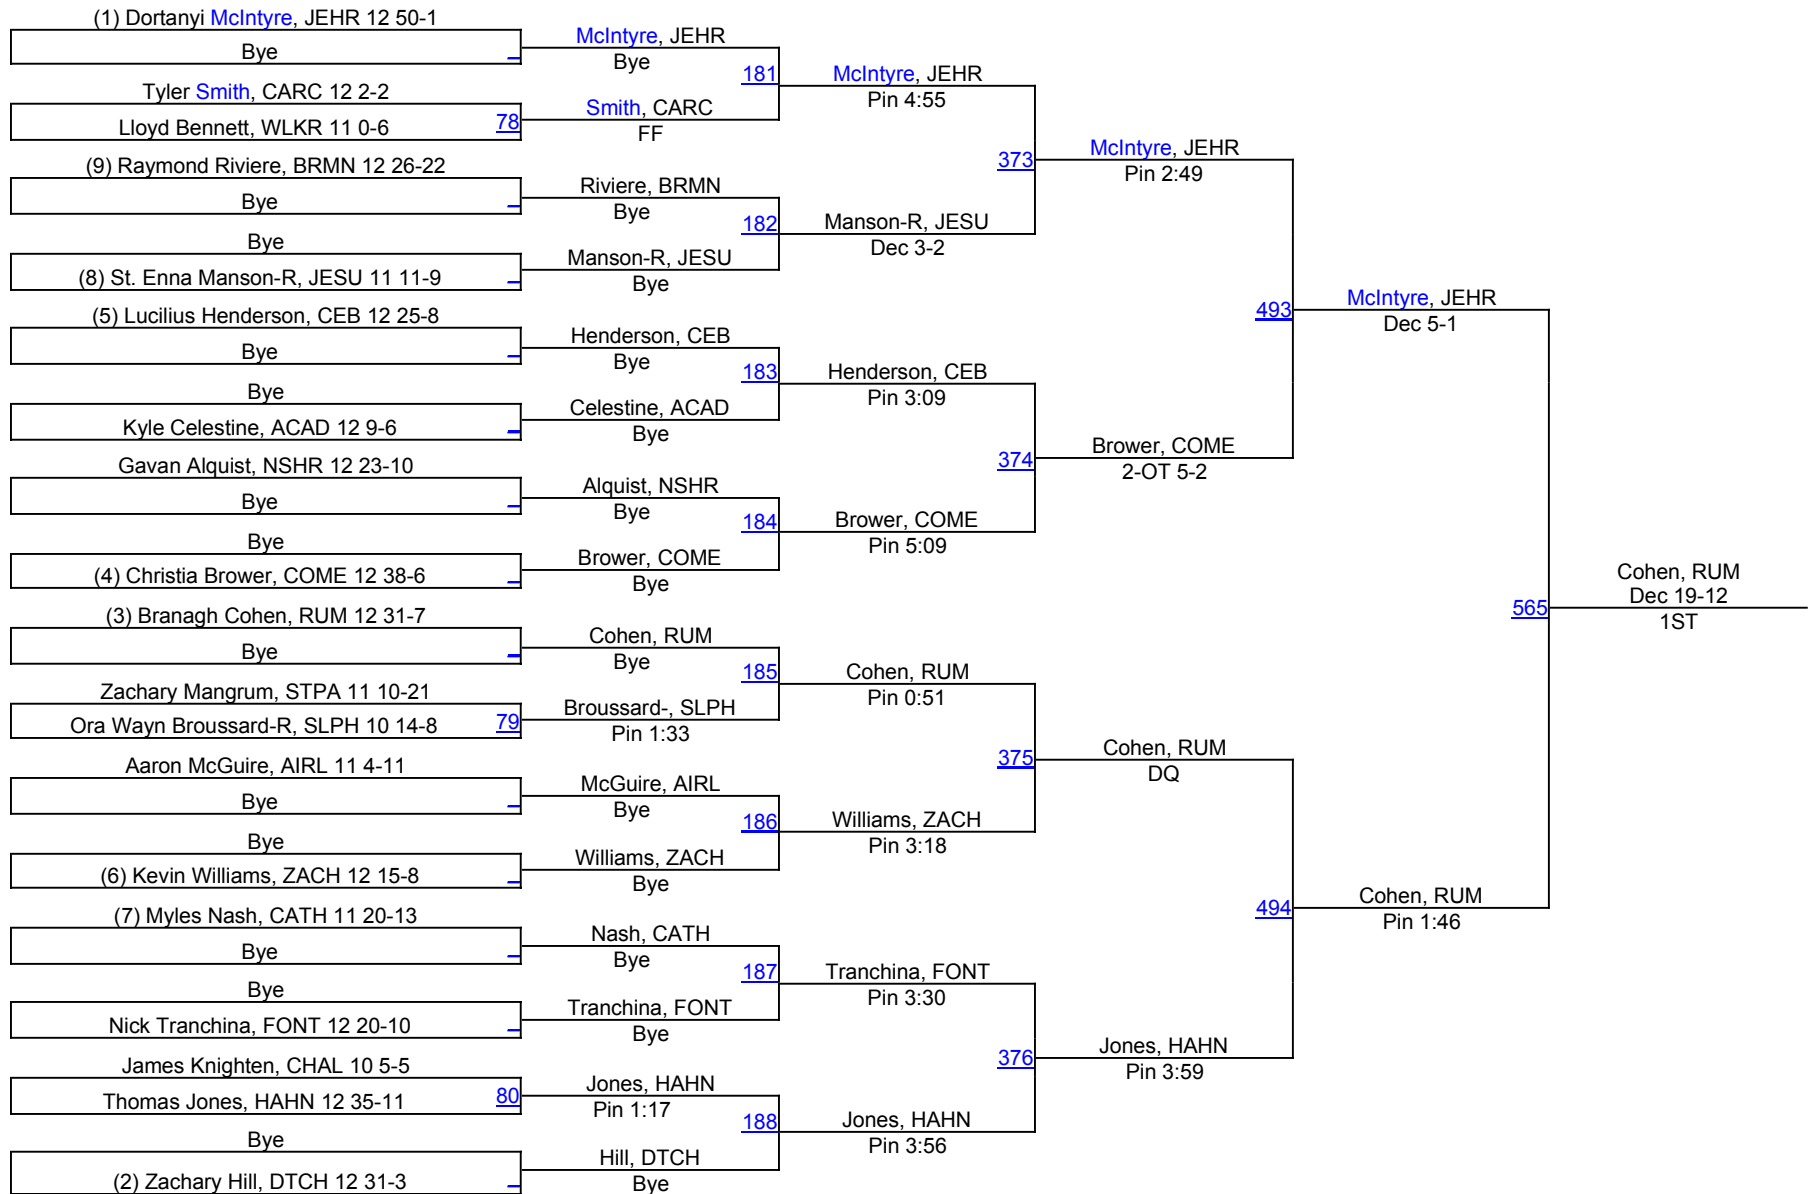 (1) Dortanyi McIntyre, JEHR 12 50-1
Bye
Tyler Smith, CARC 12 2-2
Lloyd Bennett, WLKR 11 0-6
78
(9) Raymond Riviere, BRMN 12 26-22
Bye
Bye
(8) St. Enna Manson-R, JESU 11 11-9
(5) Lucilius Henderson, CEB 12 25-8
Bye
Bye
Kyle Celestine, ACAD 12 9-6
Gavan Alquist, NSHR 12 23-10
Bye
Bye
(4) Christia Brower, COME 12 38-6
(3) Branagh Cohen, RUM 12 31-7
Bye
Zachary Mangrum, STPA 11 10-21
Ora Wayn Broussard-R, SLPH 10 14-8
79
Aaron McGuire, AIRL 11 4-11
Bye
Bye
(6) Kevin Williams, ZACH 12 15-8
(7) Myles Nash, CATH 11 20-13
Bye
Bye
Nick Tranchina, FONT 12 20-10
James Knighten, CHAL 10 5-5
Thomas Jones, HAHN 12 35-11
80
Bye
(2) Zachary Hill, DTCH 12 31-3
McIntyre, JEHR
Bye
181
Smith, CARC
FF
Riviere, BRMN
Bye
182
Manson-R, JESU
Bye
Henderson, CEB
Bye
183
Celestine, ACAD
Bye
Alquist, NSHR
Bye
184
Brower, COME
Bye
Cohen, RUM
Bye
185
Broussard-, SLPH
Pin 1:33
McGuire, AIRL
Bye
186
Williams, ZACH
Bye
Nash, CATH
Bye
187
Tranchina, FONT
Bye
Jones, HAHN
Pin 1:17
188
Hill, DTCH
Bye
McIntyre, JEHR
Pin 4:55
373
Manson-R, JESU
Dec 3-2
Henderson, CEB
Pin 3:09
374
Brower, COME
Pin 5:09
Cohen, RUM
Pin 0:51
375
Williams, ZACH
Pin 3:18
Tranchina, FONT
Pin 3:30
376
Jones, HAHN
Pin 3:56
McIntyre, JEHR
Pin 2:49
493
Brower, COME
2-OT 5-2
Cohen, RUM
DQ
494
Jones, HAHN
Pin 3:59
McIntyre, JEHR
Dec 5-1
565
Cohen, RUM
Pin 1:46
Cohen, RUM
Dec 19-12
1ST